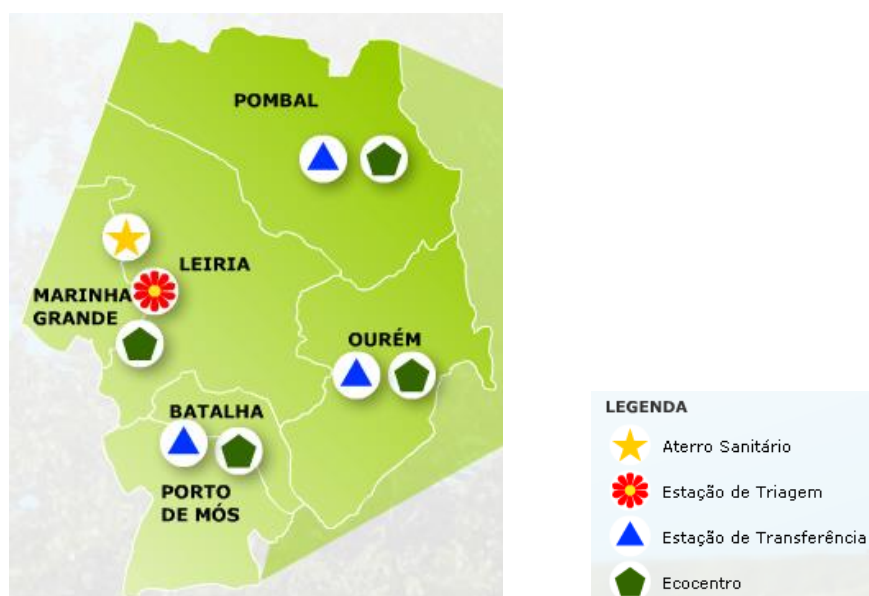 POMBAL
LEIRIA
MARINHA
GRANDE
OURÉM
BATALHA
PORTO
DE MÓS
LEGENDA
Aterro Sanitário
Estação de Triagem
Estação de Transferência
Ecocentro